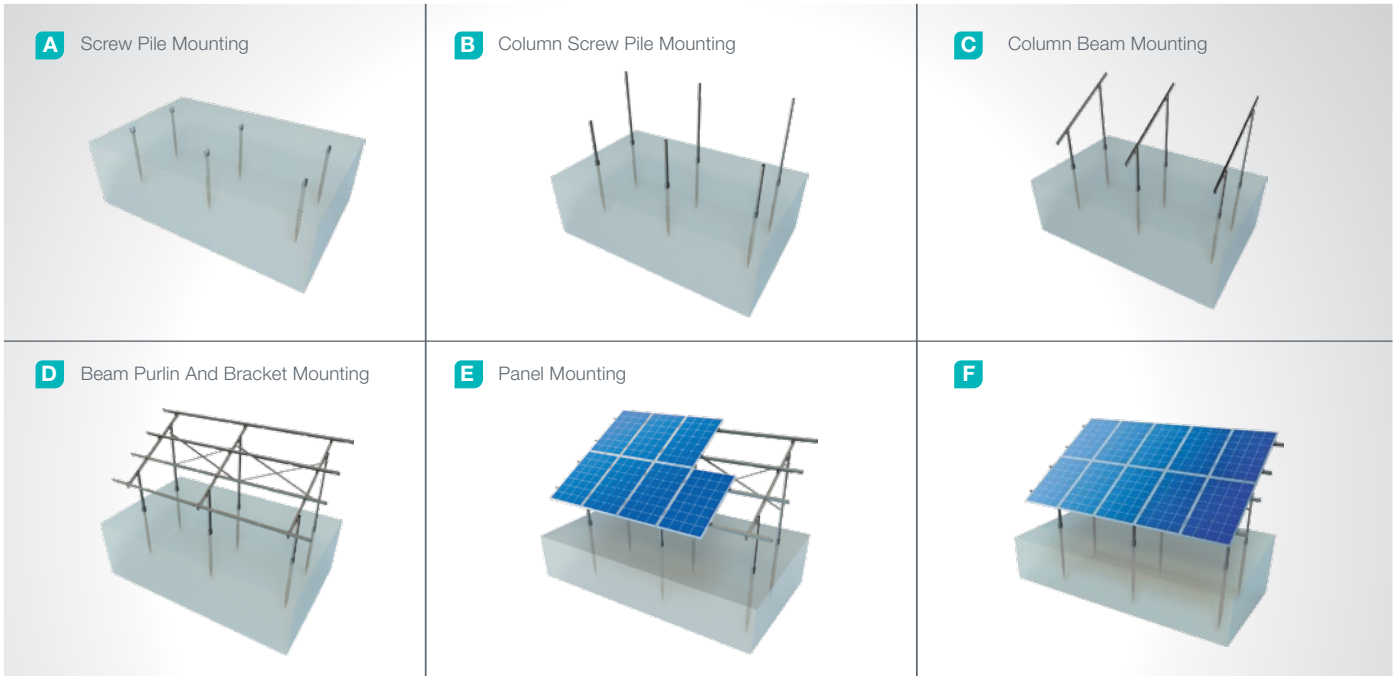 A Screw Pile Mounting
B Column Screw Pile Mounting
C Column Beam Mounting
D Beam Purlin And Bracket Mounting
E Panel Mounting
F